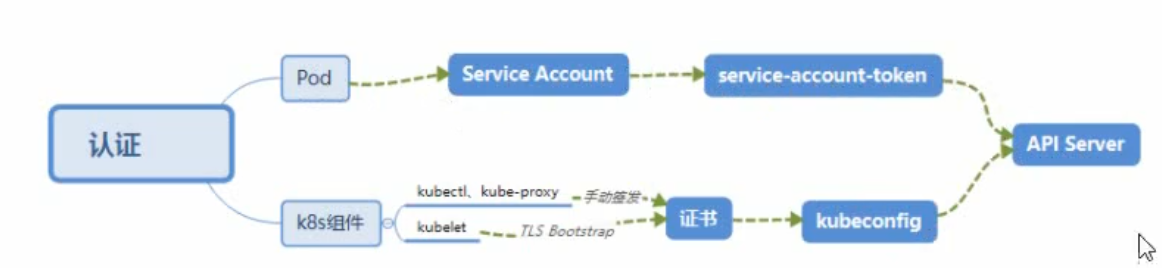 认证
Pod
Service Account
service-account-token
API Server
k8s组件
kubectl、kube-proxy
手动签发
kubelet
TLS Bootstrap
证书
kubeconfig